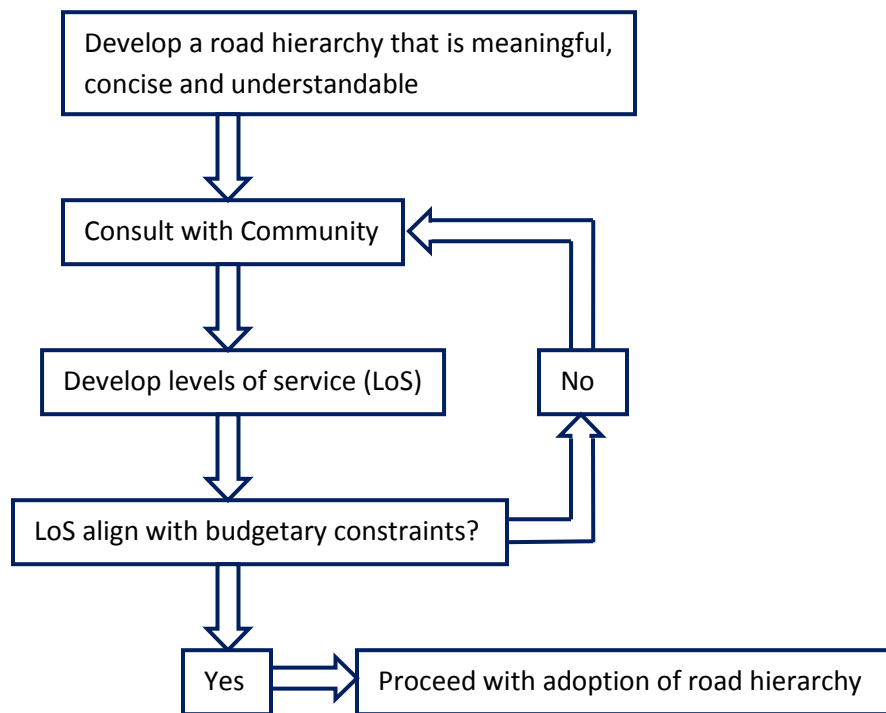 Develop a road hierarchy that is meaningful,
concise and understandable
Consult with Community
Develop levels of service (LoS)
No
LoS align with budgetary constraints?
Yes
Proceed with adoption of road hierarchy